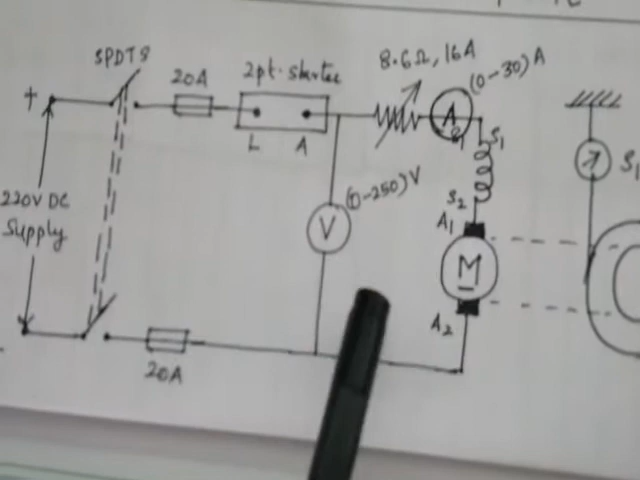 SPDTS
20A
2pt. starter
8.6Ω, 16A
(0-30)A
+
L
A
A
S1
220V DC
Supply
(0-250)V
V
S2
A1
M
A2
S1
-
20A